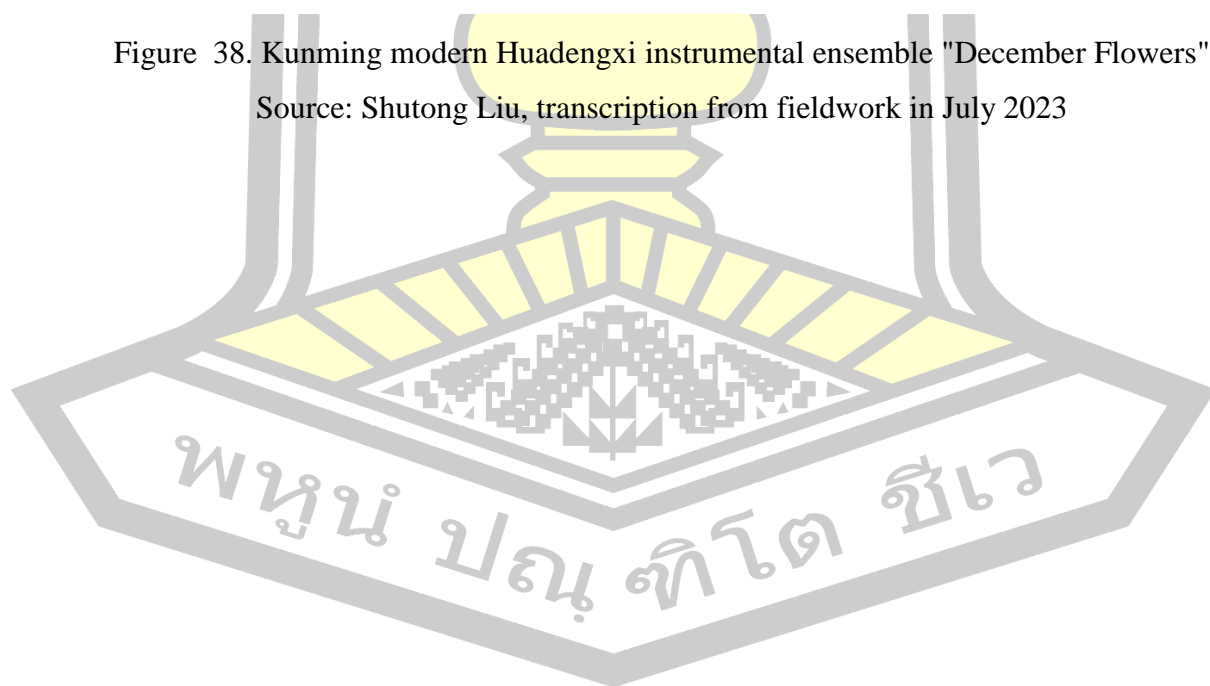 Figure  38. Kunming modern Huadengxi instrumental ensemble "December Flowers"
Source: Shutong Liu, transcription from fieldwork in July 2023
พหูนํ ปณฺฑิโต ชีเว